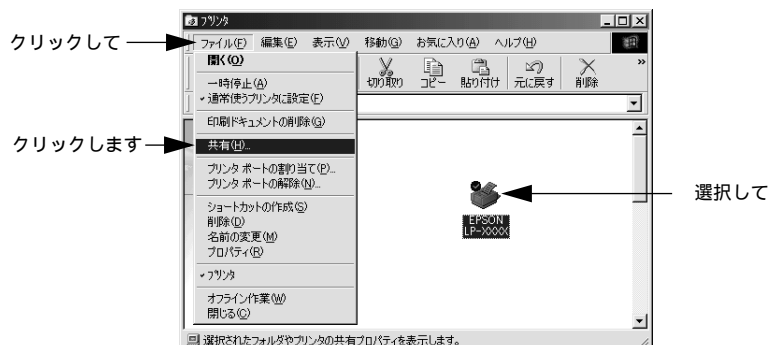 プリンタ
クリックして
ファイル(F) 編集(E) 表示(V) 移動(G) お気に入り(A) ヘルプ(H)
開く(O)
切り取り コピー 貼り付け 元に戻す 削除 »
一時停止(A)
通常使うプリンタに設定(F)
印刷ドキュメントの削除(G)
クリックします
共有(H)...
プリンタ ポートの割り当て(P)...
プリンタ ポートの解除(N)...
選択して
EPSON
LP-XXXX
ショートカットの作成(S)
削除(D)
名前の変更(M)
プロパティ(R)
プリンタ
オフライン作業(W)
閉じる(C)
選択されたフォルダやプリンタの共有プロパティを表示します。